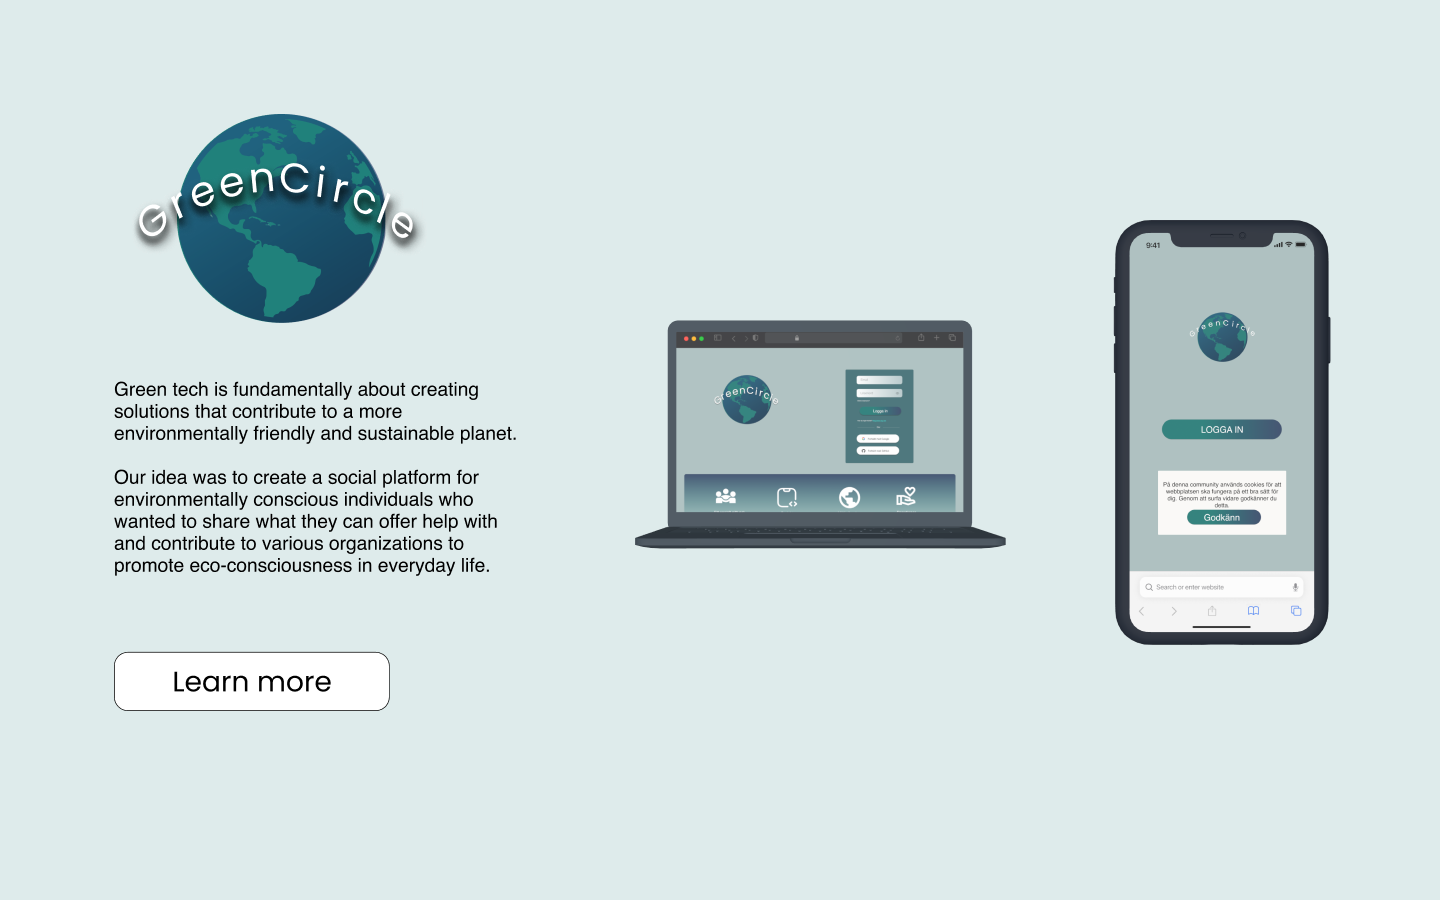 GreenCircle
Green tech is fundamentally about creating
solutions that contribute to a more
environmentally friendly and sustainable planet.
Our idea was to create a social platform for
environmentally conscious individuals who
wanted to share what they can offer help with
and contribute to various organizations to
promote eco-consciousness in everyday life.
Learn more
GreenCircle
Logga in
9:41
GreenCircle
LOGGA IN
På denna community används cookies för att
webbplatsen ska fungera på ett bra sätt för
dig. Genom att surfa vidare godkänner du
detta.
Godkänn
Search or enter website